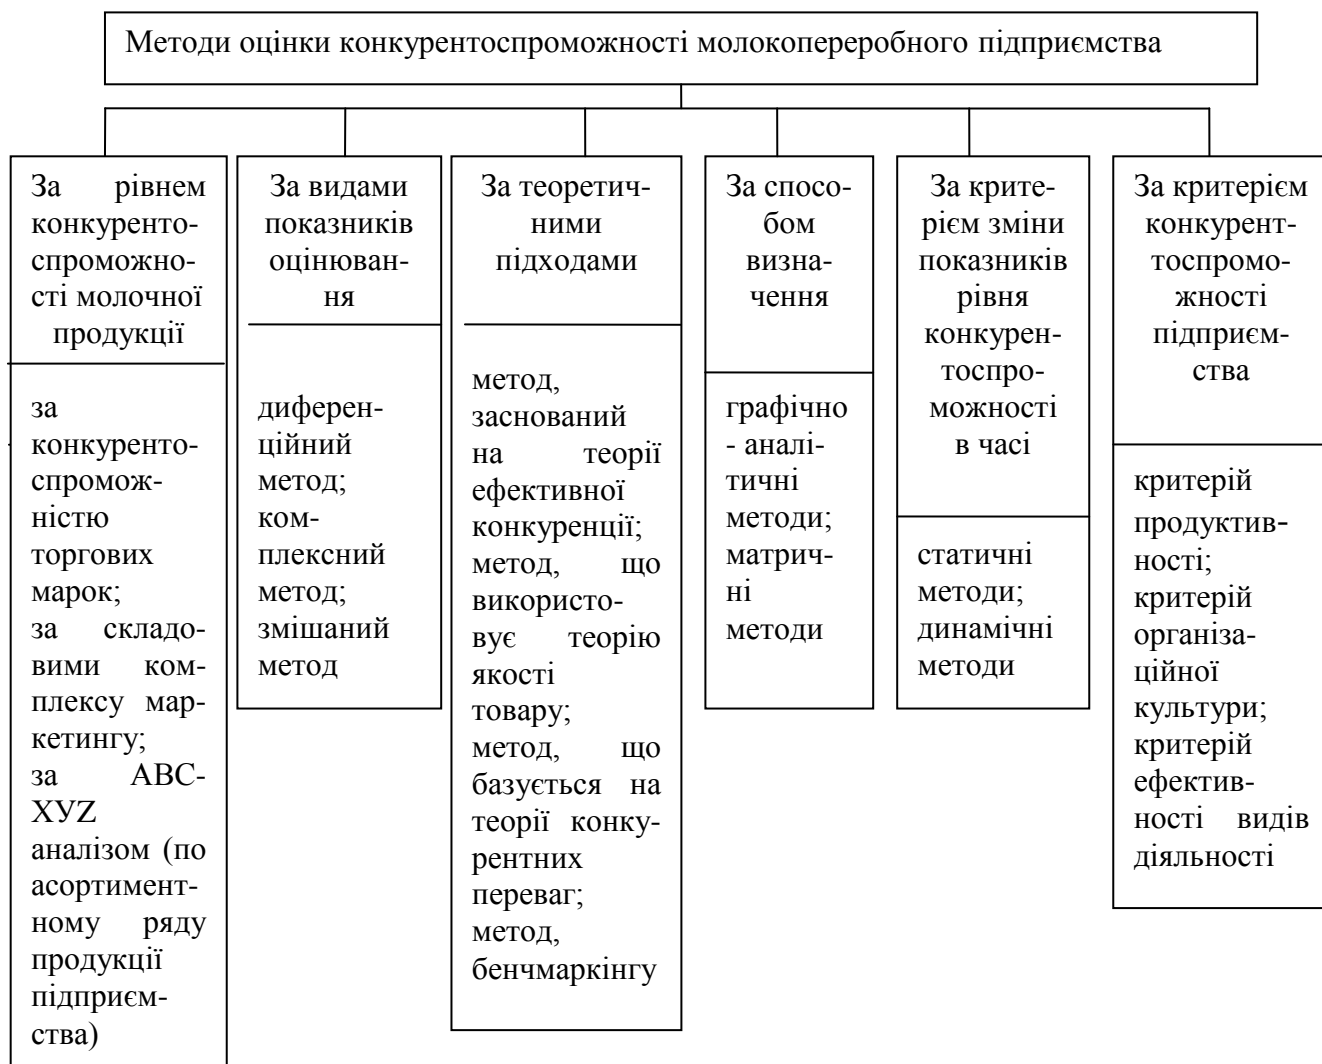 Методи оцінки конкурентоспроможності молокопереробного підприємства
За рівнем
конкуренто-
спроможно-
сті молочної
продукції
за
конкуренто-
спромож-
ністю
торгових
марок;
за складо-
вими ком-
плексу мар-
кетингу;
за АВС-
ХУZ
аналізом (по
асортимент-
ному ряду
продукції
підприєм-
ства)
За видами
показників
оцінюван-
ня
диферен-
ційний
метод;
ком-
плексний
метод;
змішаний
метод
За теоретич-
ними
підходами
метод,
заснований
на теорії
ефективної
конкуренції;
метод, що
використо-
вує теорію
якості
товару;
метод, що
базується на
теорії конку-
рентних
переваг;
метод,
бенчмаркінгу
За спосо-
бом
визна-
чення
графічно
- аналі-
тичні
методи;
матрич-
ні
методи
За крите-
рієм зміни
показників
рівня
конкурен-
тоспро-
можності
в часі
статичні
методи;
динамічні
методи
За критерієм
конкурент-
тоспромо-
жності
підприєм-
ства
критерій
продуктив-
ності;
критерій
організа-
ційної
культури;
критерій
ефектив-
ності видів
діяльності